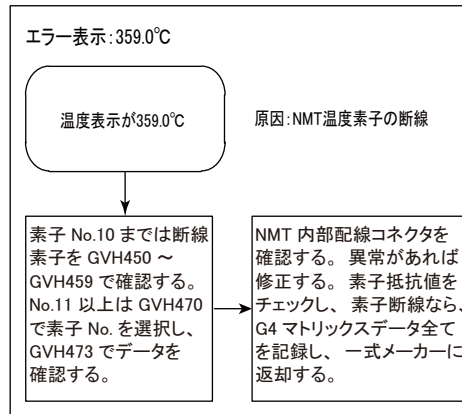 エラー表示：359.0℃
温度表示が359.0℃
原因：NMT温度素子の断線
素子 No.10 までは断線
素子を GVH450 ～
GVH459 で確認する。
No.11 以上は GVH470
で素子 No. を選択し、
GVH473 でデータを
確認する。
NMT 内部配線コネクタを
確認する。 異常があれば
修正する。 素子抵抗値を
チェックし、 素子断線なら、
G4 マトリックスデータ全て
を記録し、 一式メーカーに
返却する。